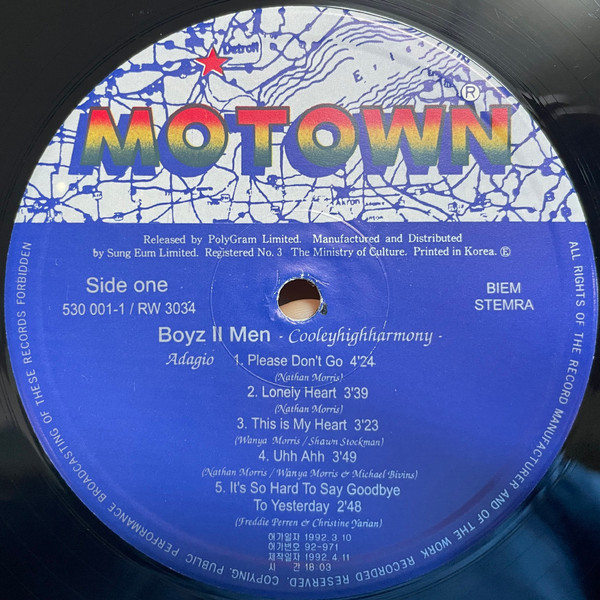 Detroit
MOTOWN
®
Akron
Released by PolyGram Limited. Manufactured and Distributed
by Sung Eum Limited. Registered No. 3 The Ministry of Culture. Printed in Korea. Ⓔ
Side one
530 001-1 / RW 3034
BIEM
STEMRA
Boyz II Men - Cooleyhighharmony -
Adagio 1. Please Don't Go 4'24
(Nathan Morris)
2. Lonely Heart 3'39
(Nathan Morris)
3. This is My Heart 3'23
(Wanya Morris / Shaun Stockman)
4. Uhh Ahh 3'49
(Nathan Morris / Wanya Morris & Michael Bivins)
5. It's So Hard To Say Goodbye
To Yesterday 2'48
(Freddie Perren & Christine Yarian)
허가일자 1992.3.10
허가번호 92-971
제작일자 1992.4.11
시 간 18:03
ALL RIGHTS OF THE RECORD MANUFACTURER AND OF THE WORK RECORDED RESERVED. COPYING, PUBLIC PERFORMANCE BROADCASTING OF THESE RECORDS FORBIDDEN